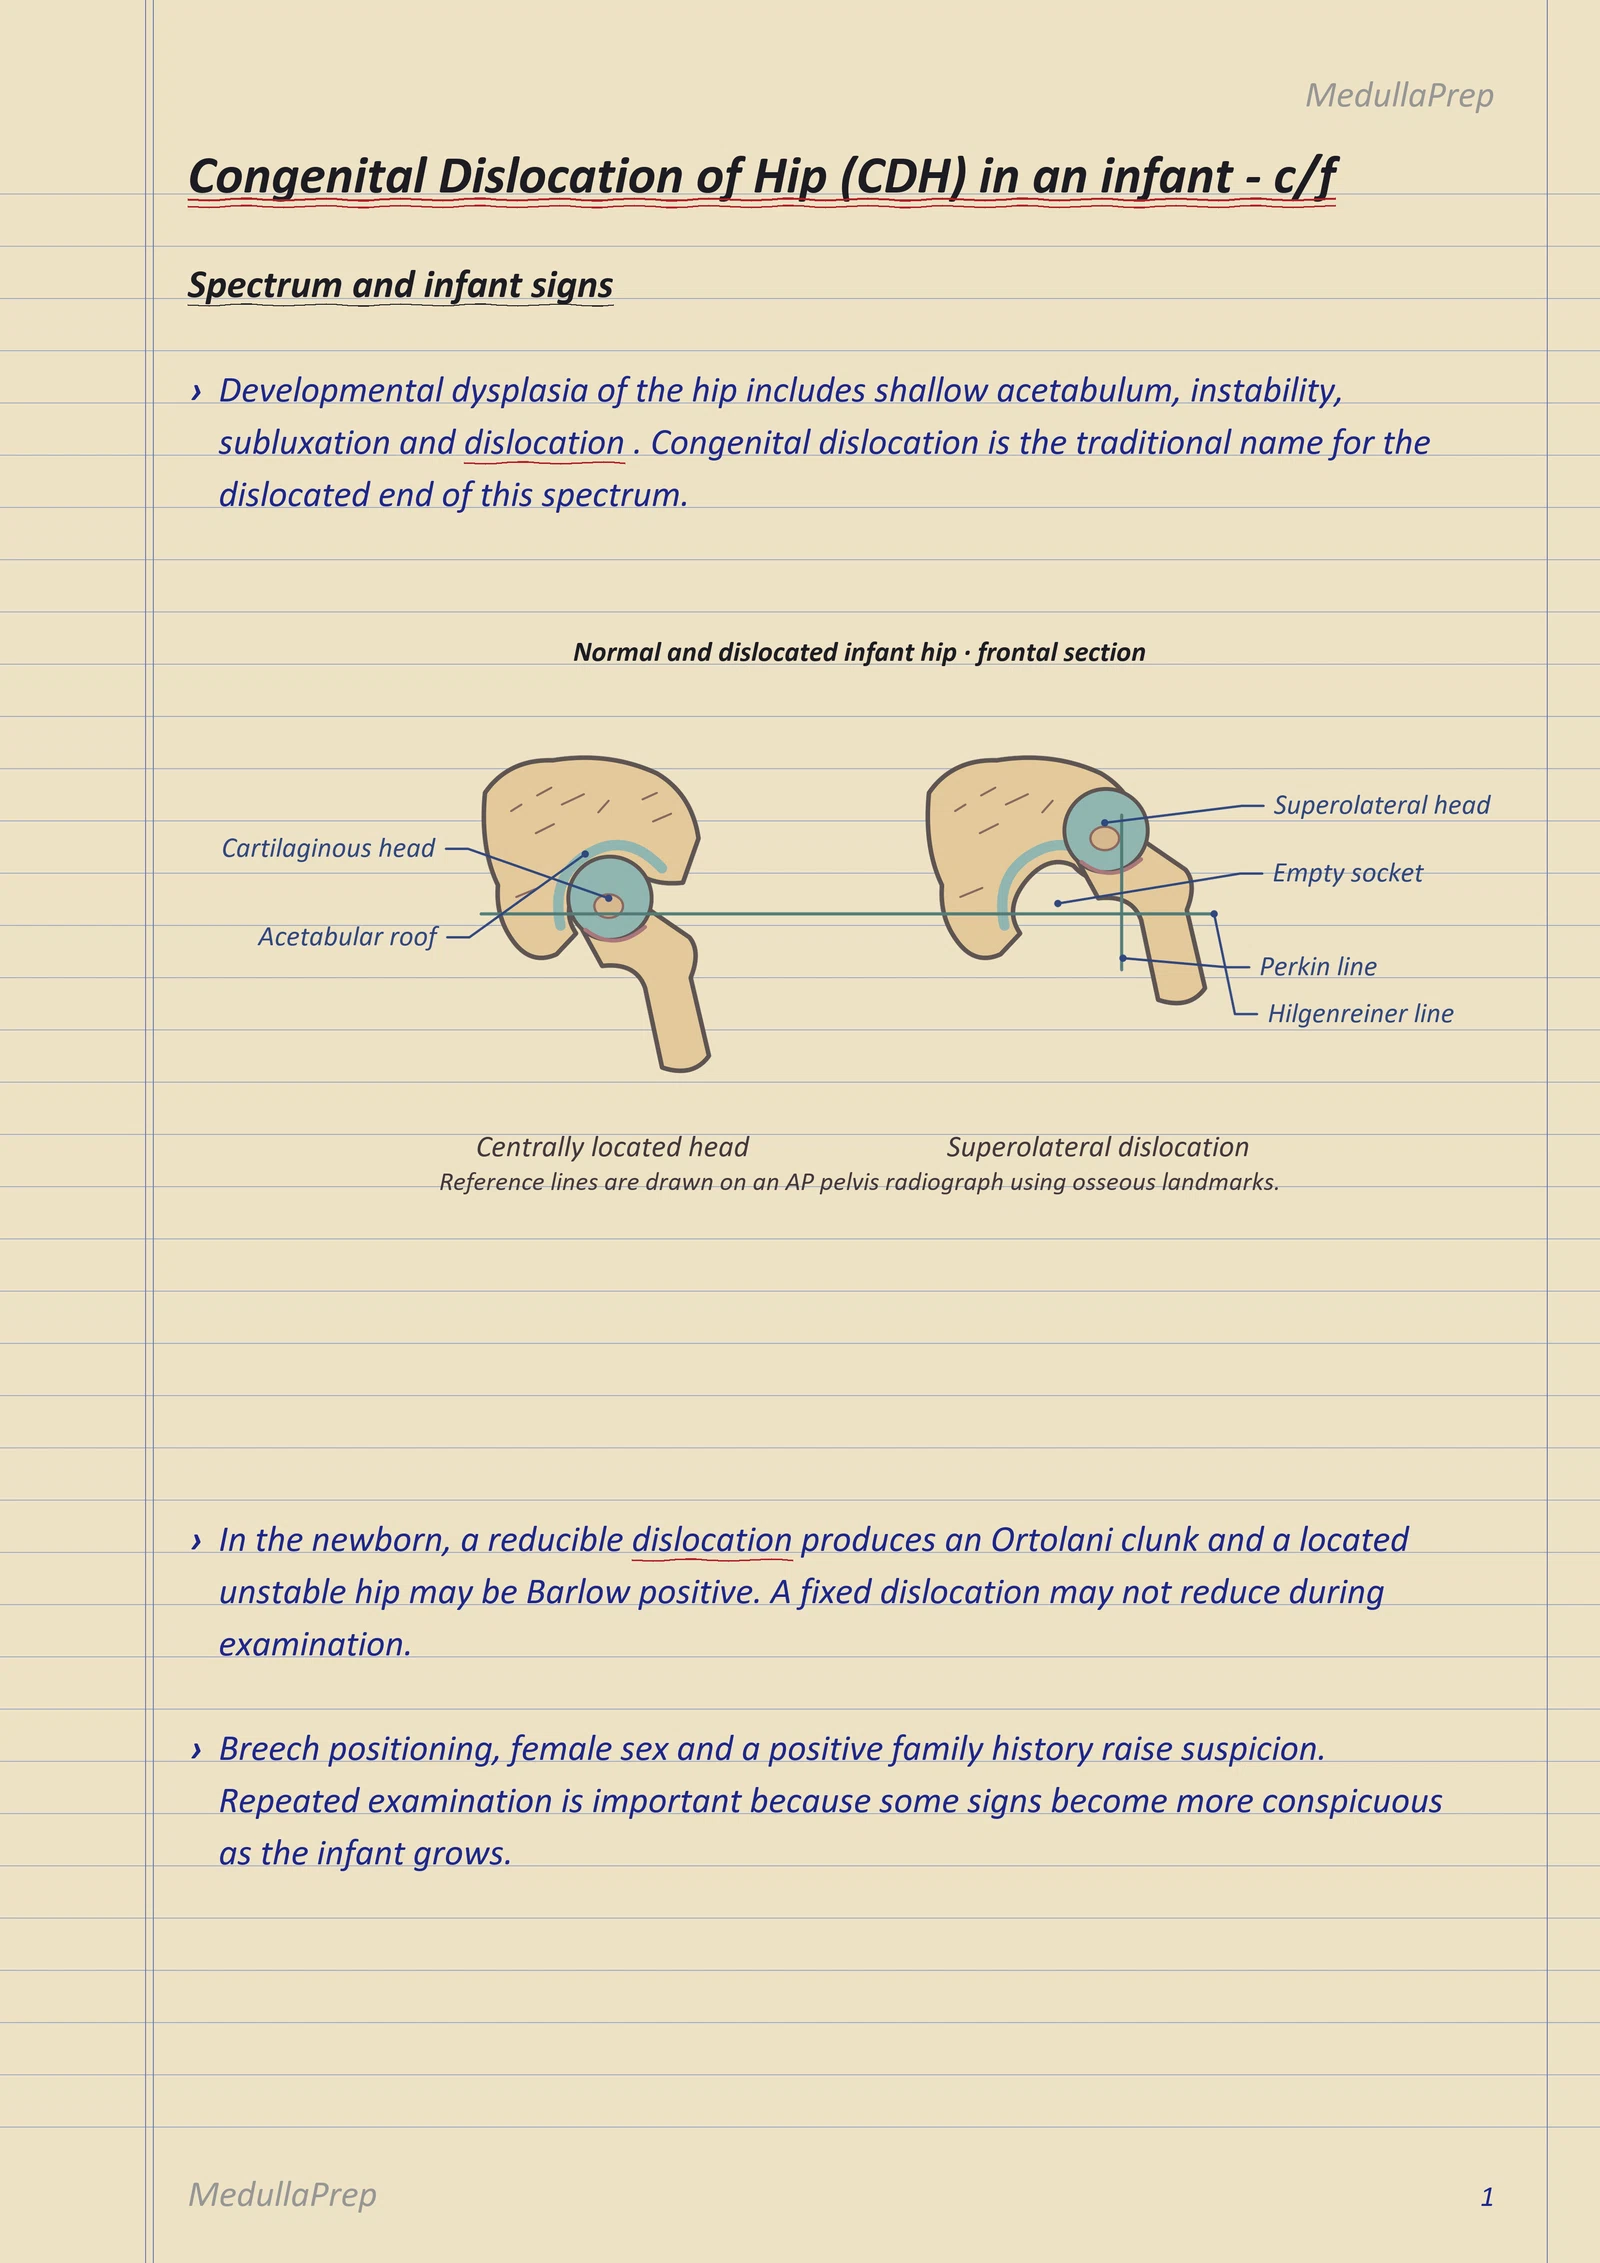 MedullaPrep
Congenital Dislocation of Hip (CDH) in an infant - c/f
Spectrum and infant signs
› Developmental dysplasia of the hip includes shallow acetabulum, instability,
subluxation and dislocation . Congenital dislocation is the traditional name for the
dislocated end of this spectrum.
Normal and dislocated infant hip · frontal section
Superolateral head
Cartilaginous head
Empty socket
Acetabular roof
Perkin line
Hilgenreiner line
Centrally located head
Superolateral dislocation
Reference lines are drawn on an AP pelvis radiograph using osseous landmarks.
› In the newborn, a reducible dislocation produces an Ortolani clunk and a located
unstable hip may be Barlow positive. A fixed dislocation may not reduce during
examination.
› Breech positioning, female sex and a positive family history raise suspicion.
Repeated examination is important because some signs become more conspicuous
as the infant grows.
MedullaPrep
1